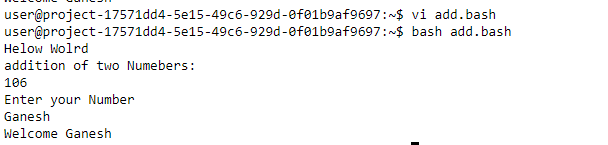 user@project-17571dd4-5e15-49c6-929d-0f01b9af9697:~$ vi add.bash
user@project-17571dd4-5e15-49c6-929d-0f01b9af9697:~$ bash add.bash
Helow Wolrd
addition of two Numebers:
106
Enter your Number
Ganesh
Welcome Ganesh